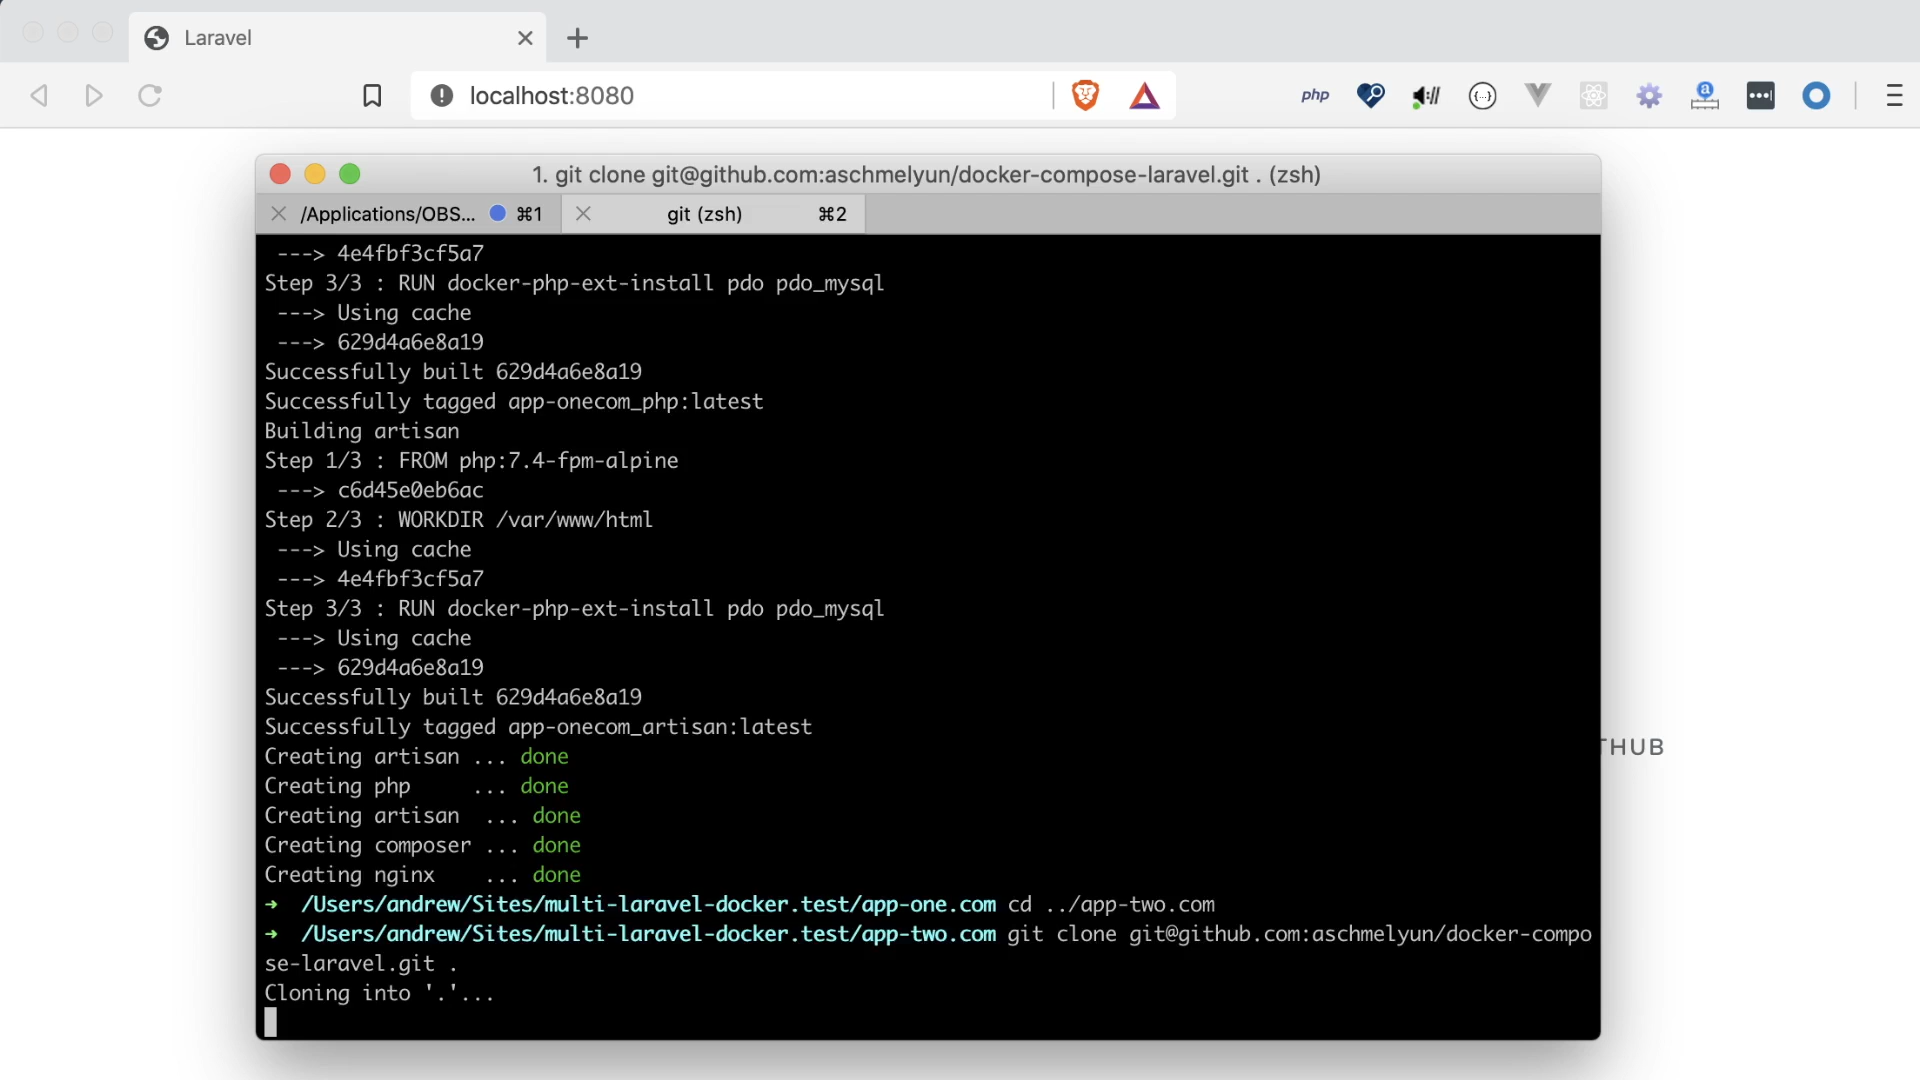 Laravel
localhost:8080
php
1. git clone git@github.com:aschmelyun/docker-compose-laravel.git . (zsh)
/Applications/OBS... ⌘1
git (zsh) ⌘2
---> 4e4fbf3cf5a7
Step 3/3 : RUN docker-php-ext-install pdo pdo_mysql
---> Using cache
---> 629d4a6e8a19
Successfully built 629d4a6e8a19
Successfully tagged app-onecom_php:latest
Building artisan
Step 1/3 : FROM php:7.4-fpm-alpine
---> c6d45e0eb6ac
Step 2/3 : WORKDIR /var/www/html
---> Using cache
---> 4e4fbf3cf5a7
Step 3/3 : RUN docker-php-ext-install pdo pdo_mysql
---> Using cache
---> 629d4a6e8a19
Successfully built 629d4a6e8a19
Successfully tagged app-onecom_artisan:latest
Creating artisan ... done
Creating php     ... done
Creating artisan  ... done
Creating composer ... done
Creating nginx    ... done
➜ /Users/andrew/Sites/multi-laravel-docker.test/app-one.com cd ../app-two.com
➜ /Users/andrew/Sites/multi-laravel-docker.test/app-two.com git clone git@github.com:aschmelyun/docker-compo
se-laravel.git .
Cloning into '.'...
THUB